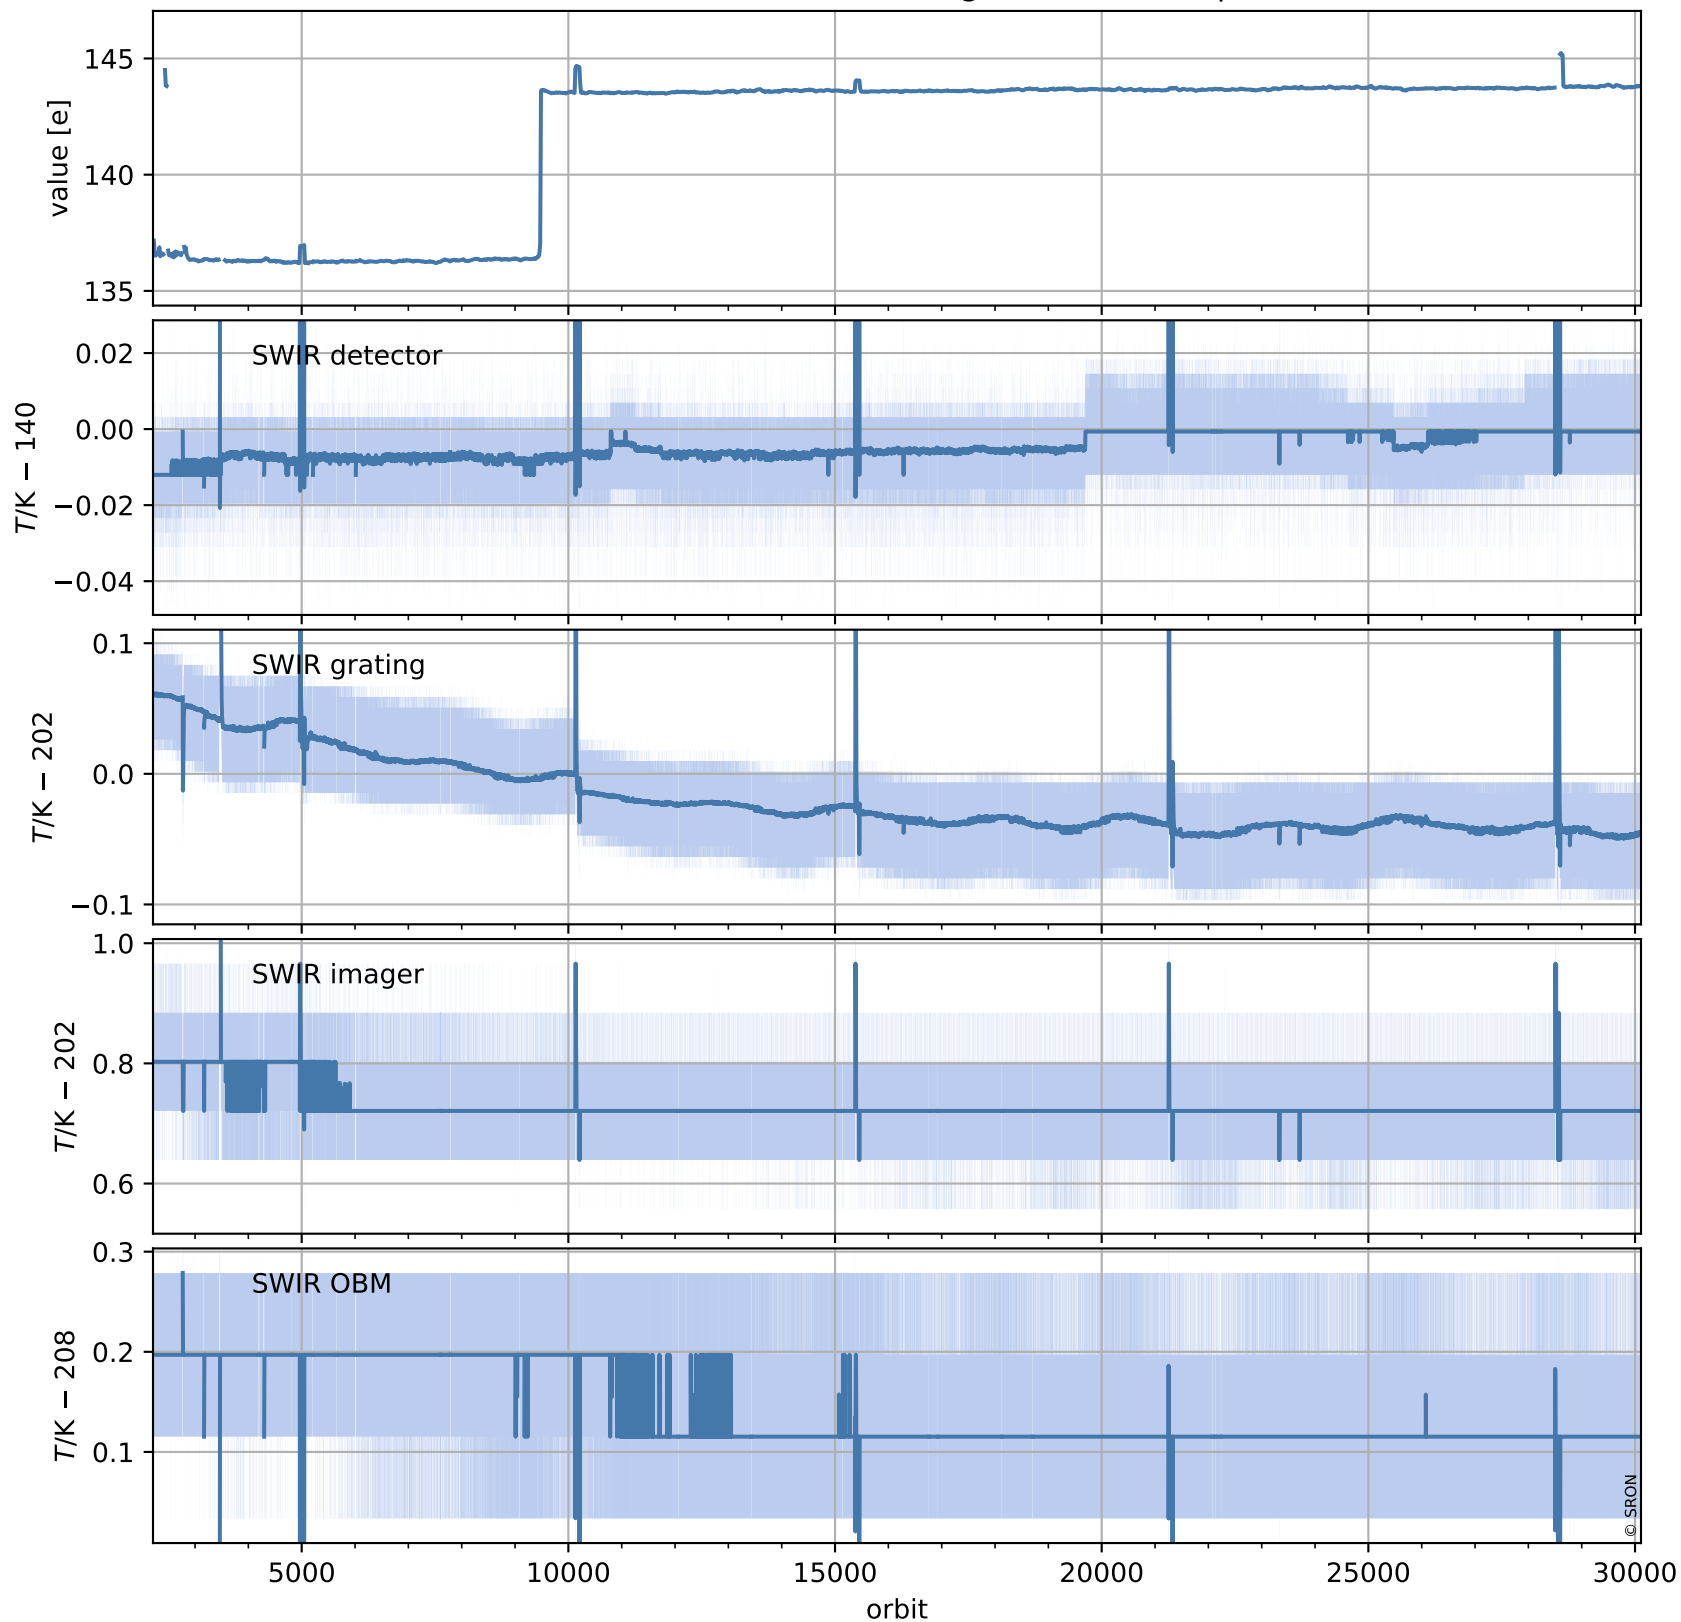 145
140
135
value [e]
SWIR detector
0.02
0.00
−0.02
−0.04
T/K − 140
SWIR grating
0.1
0.0
−0.1
T/K − 202
SWIR imager
1.0
0.8
0.6
T/K − 202
SWIR OBM
0.3
0.2
0.1
T/K − 208
© SRON
5000 10000 15000 20000 25000 30000
orbit